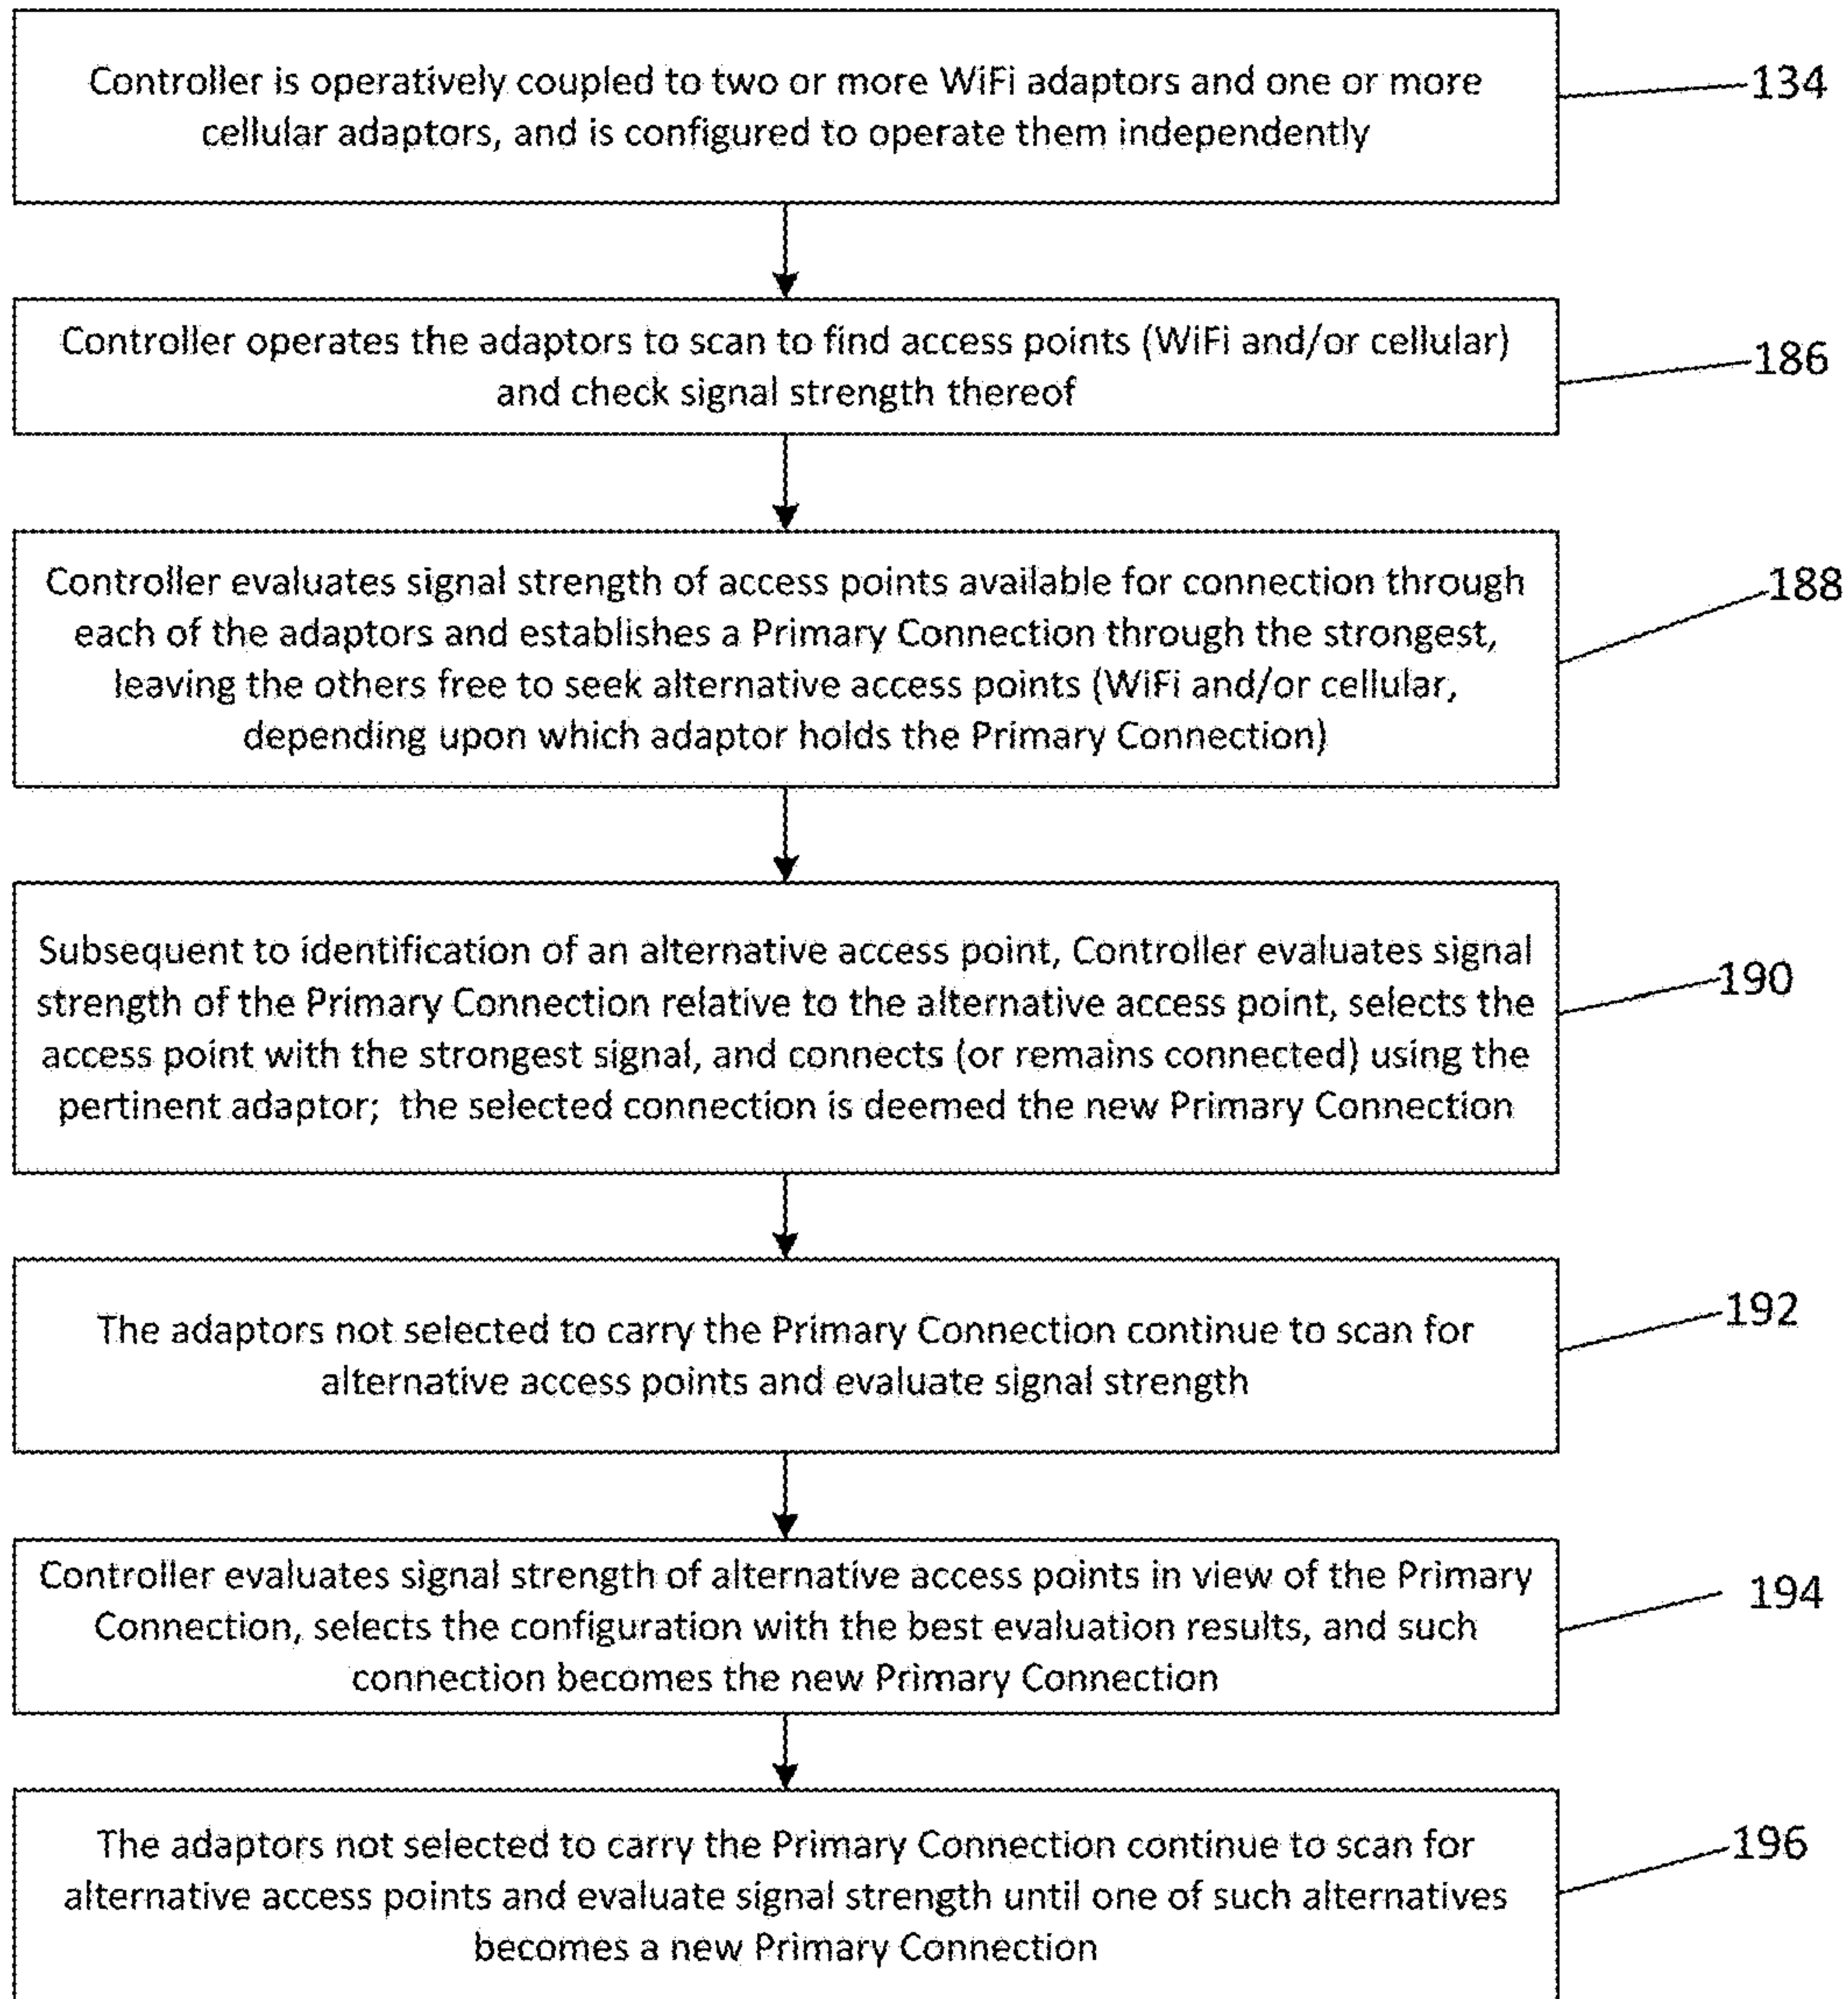 Controller is operatively coupled to two or more WiFi adaptors and one or more
cellular adaptors, and is configured to operate them independently
134
Controller operates the adaptors to scan to find access points (WiFi and/or cellular)
and check signal strength thereof
186
Controller evaluates signal strength of access points available for connection through
each of the adaptors and establishes a Primary Connection through the strongest,
leaving the others free to seek alternative access points (WiFi and/or cellular,
depending upon which adaptor holds the Primary Connection)
188
Subsequent to identification of an alternative access point, Controller evaluates signal
strength of the Primary Connection relative to the alternative access point, selects the
access point with the strongest signal, and connects (or remains connected) using the
pertinent adaptor; the selected connection is deemed the new Primary Connection
190
The adaptors not selected to carry the Primary Connection continue to scan for
alternative access points and evaluate signal strength
192
Controller evaluates signal strength of alternative access points in view of the Primary
Connection, selects the configuration with the best evaluation results, and such
connection becomes the new Primary Connection
194
The adaptors not selected to carry the Primary Connection continue to scan for
alternative access points and evaluate signal strength until one of such alternatives
becomes a new Primary Connection
196